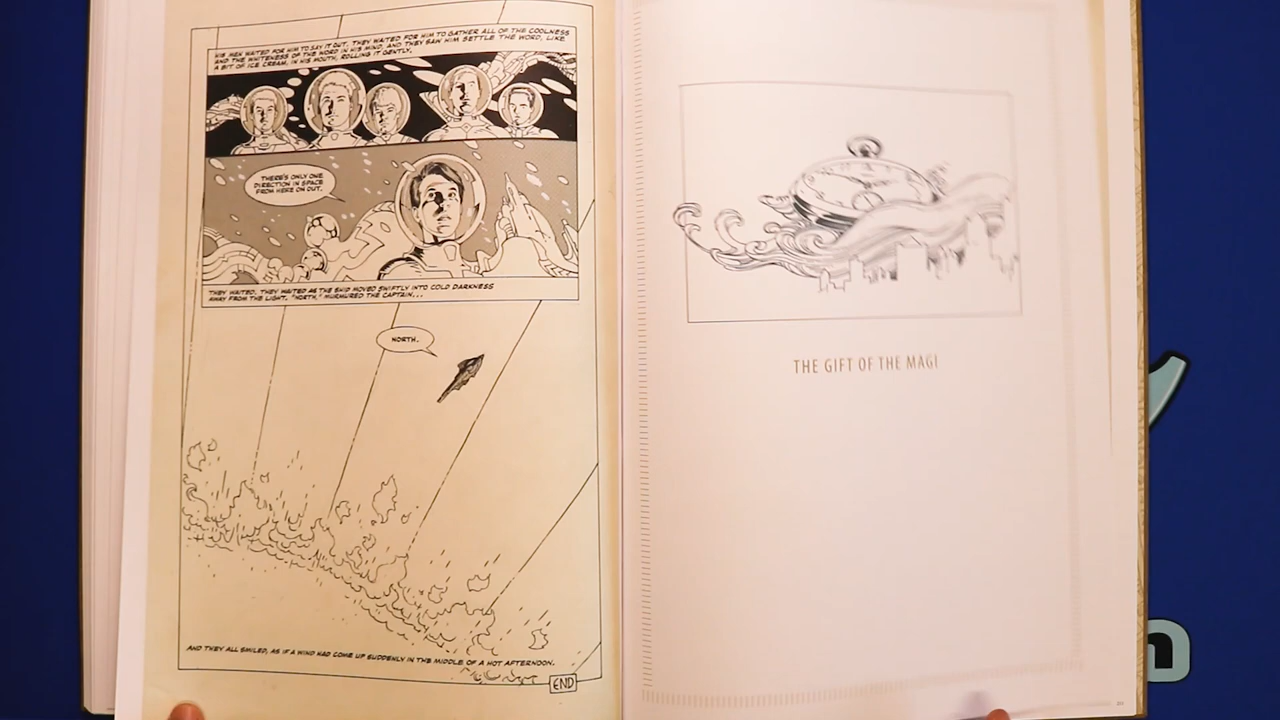 HIS MEN WAITED FOR HIM TO SAY IT OUT. THEY WAITED FOR HIM TO GATHER ALL OF THE COOLNESS
AND THE WHITENESS OF THE WORD IN HIS MIND, AND THEY SAW HIM SETTLE THE WORD, LIKE
A BIT OF ICE CREAM, IN HIS MOUTH, ROLLING IT GENTLY.
THERE'S ONLY ONE
DIRECTION IN SPACE
FROM HERE ON OUT.
THEY WAITED. THEY WAITED AS THE SHIP MOVED SWIFTLY INTO COLD DARKNESS
AWAY FROM THE LIGHT. "NORTH," MURMURED THE CAPTAIN...
NORTH.
AND THEY ALL SMILED, AS IF A WIND HAD COME UP SUDDENLY IN THE MIDDLE OF A HOT AFTERNOON.
END
THE GIFT OF THE MAGI
n